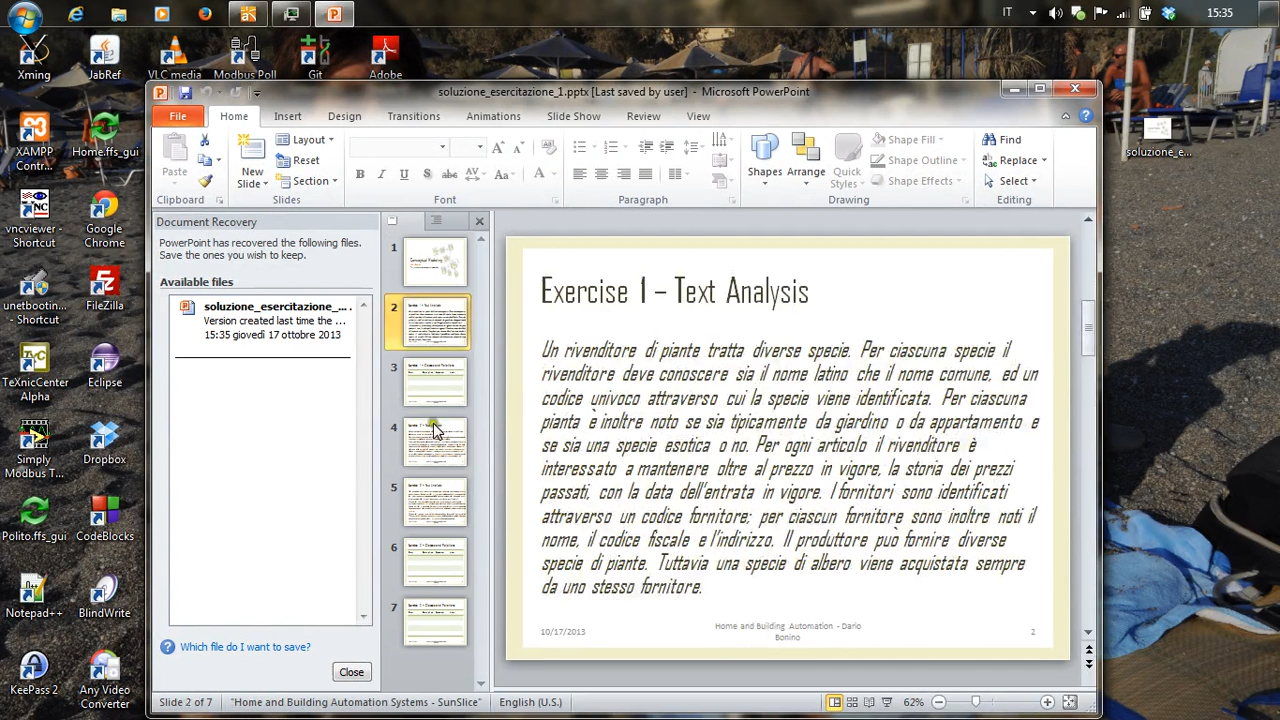 IT
15:35
Xming
JabRef
VLC media
Modbus Poll
Git
Adobe
XAMPP
Contr...
Home.ffs_gui
vncviewer -
Shortcut
Google
Chrome
unetbootin...
- Shortcut
FileZilla
TeXnicCenter
Alpha
Eclipse
Simply
Modbus T...
Dropbox
Polito.ffs_gui
CodeBlocks
Notepad++
BlindWrite
KeePass 2
Any Video
Converter
soluzione_e...
soluzione_esercitazione_1.pptx [Last saved by user] - Microsoft PowerPoint
File Home Insert Design Transitions Animations Slide Show Review View
Paste
Clipboard
New
Slide
Layout
Reset
Section
Slides
Font
Paragraph
Shapes
Arrange
Quick
Styles
Shape Fill
Shape Outline
Shape Effects
Drawing
Find
Replace
Select
Editing
Document Recovery
PowerPoint has recovered the following files.
Save the ones you wish to keep.
Available files
soluzione_esercitazione_...
Version created last time the ...
15:35 giovedì 17 ottobre 2013
Which file do I want to save?
Close
1
2
3
4
5
6
7
Exercise 1 – Text Analysis
Un rivenditore di piante tratta diverse specie. Per ciascuna specie il
rivenditore deve conoscere sia il nome latino che il nome comune, ed un
codice univoco attraverso cui la specie viene identificata. Per ciascuna
pianta è inoltre noto se sia tipicamente da giardino o da appartamento e
se sia una specie esotica o no. Per ogni articolo il rivenditore è
interessato a mantenere oltre al prezzo in vigore, la storia dei prezzi
passati, con la data dell'entrata in vigore. I fornitori sono identificati
attraverso un codice fornitore; per ciascun fornitore sono inoltre noti il
nome, il codice fiscale e l'indirizzo. Il produttore può fornire diverse
specie di piante. Tuttavia una specie di albero viene acquistata sempre
da uno stesso fornitore.
10/17/2013
Home and Building Automation - Dario
Bonino
2
Slide 2 of 7
"Home and Building Automation Systems - SunSlice"
English (U.S.)
62%